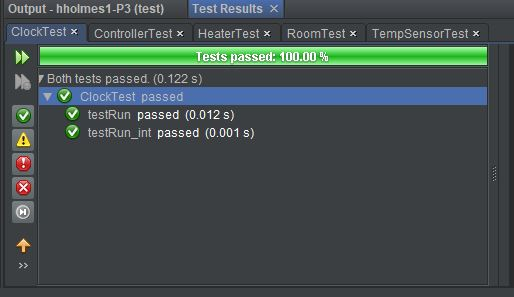 Output - hholmes1-P3 (test) Test Results ×
ClockTest × ControllerTest × HeaterTest × RoomTest × TempSensorTest ×
Tests passed: 100.00 %
Both tests passed. (0.122 s)
ClockTest passed
testRun passed (0.012 s)
testRun_int passed (0.001 s)
>>